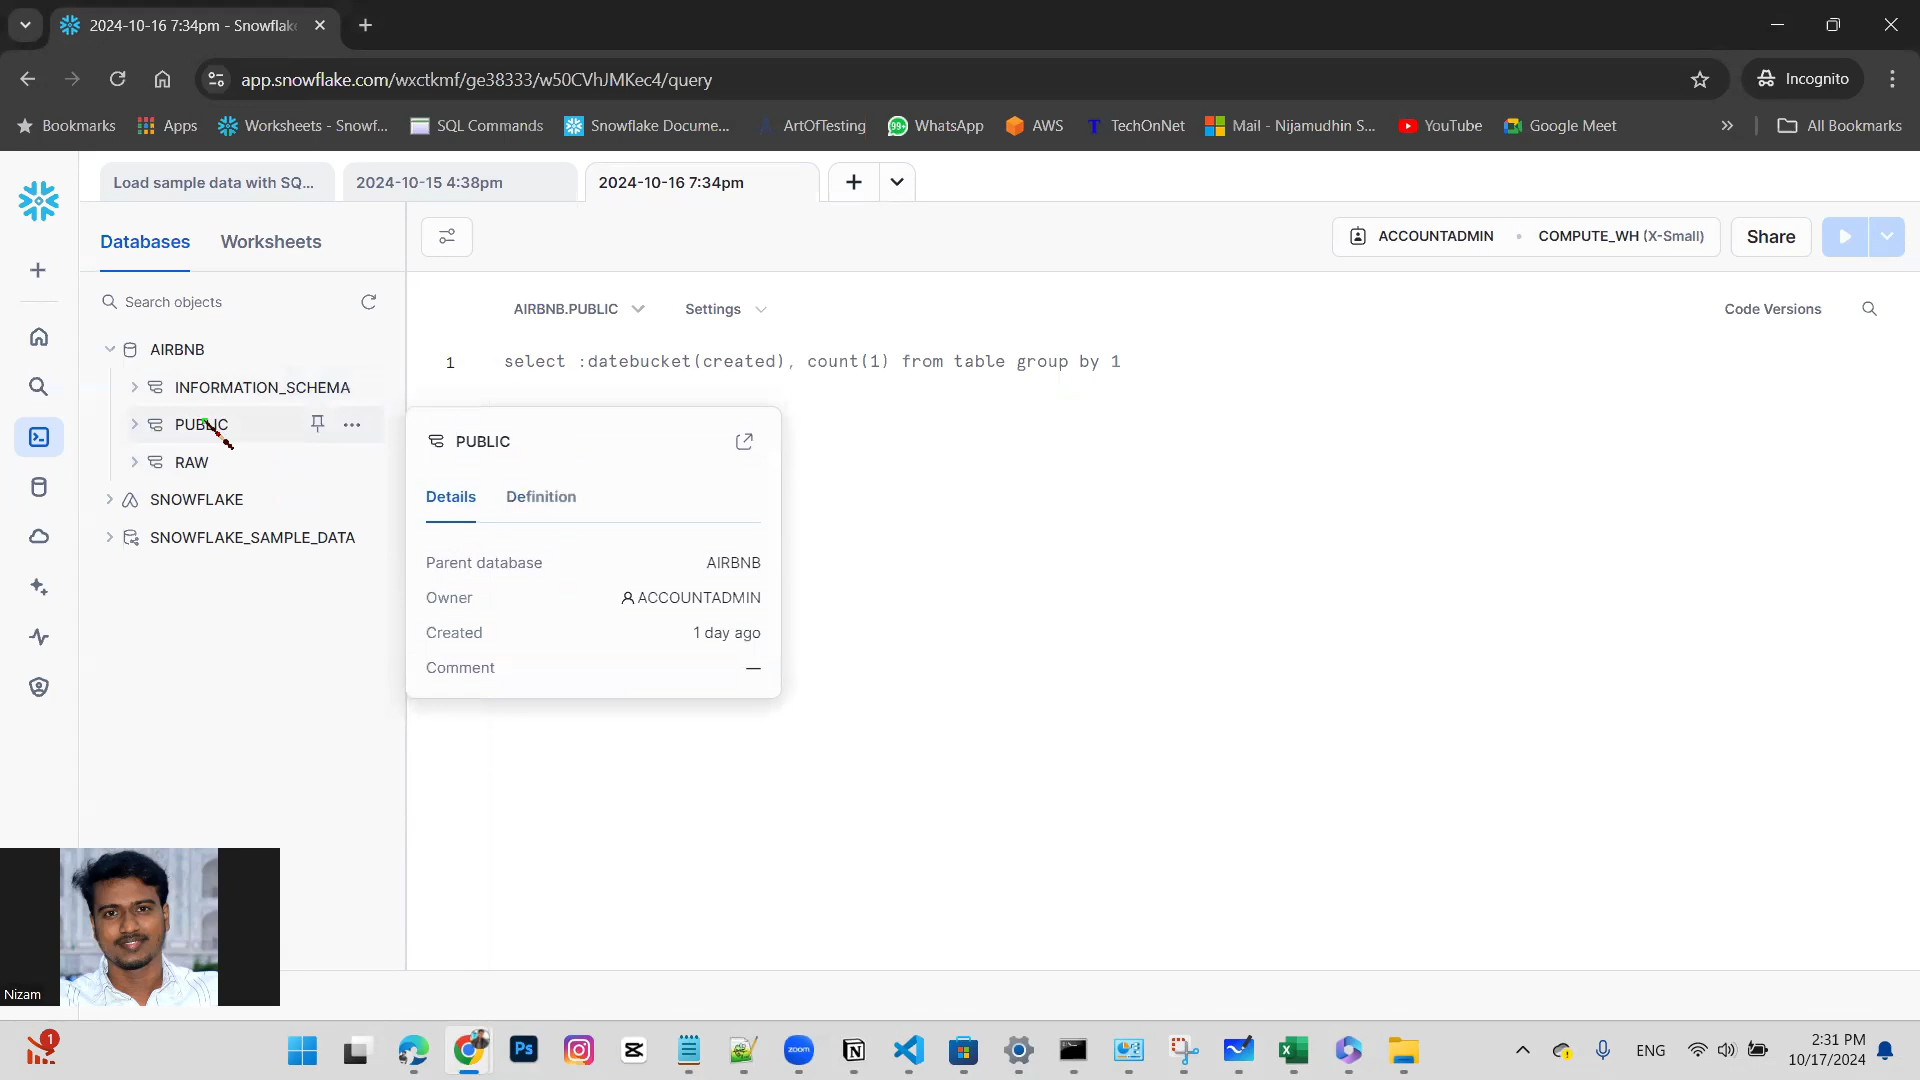 2024-10-16 7:34pm - Snowflak
app.snowflake.com/wxctkmf/ge38333/w50CVhJMKec4/query
Incognito
Bookmarks
Apps
Worksheets - Snowf...
SQL Commands
Snowflake Docume...
ArtOfTesting
99+
WhatsApp
AWS
TechOnNet
Mail - Nijamudhin S...
YouTube
Google Meet
All Bookmarks
Load sample data with SQ...
2024-10-15 4:38pm
2024-10-16 7:34pm
Databases
Worksheets
ACCOUNTADMIN
COMPUTE_WH (X-Small)
Share
Search objects
AIRBNB.PUBLIC
Settings
Code Versions
AIRBNB
INFORMATION_SCHEMA
PUBLIC
RAW
SNOWFLAKE
SNOWFLAKE_SAMPLE_DATA
1 select :datebucket(created), count(1) from table group by 1
PUBLIC
Details
Definition
Parent database AIRBNB
Owner ACCOUNTADMIN
Created 1 day ago
Comment —
Nizam
1
Ps
zoom
ENG
2:31 PM
10/17/2024